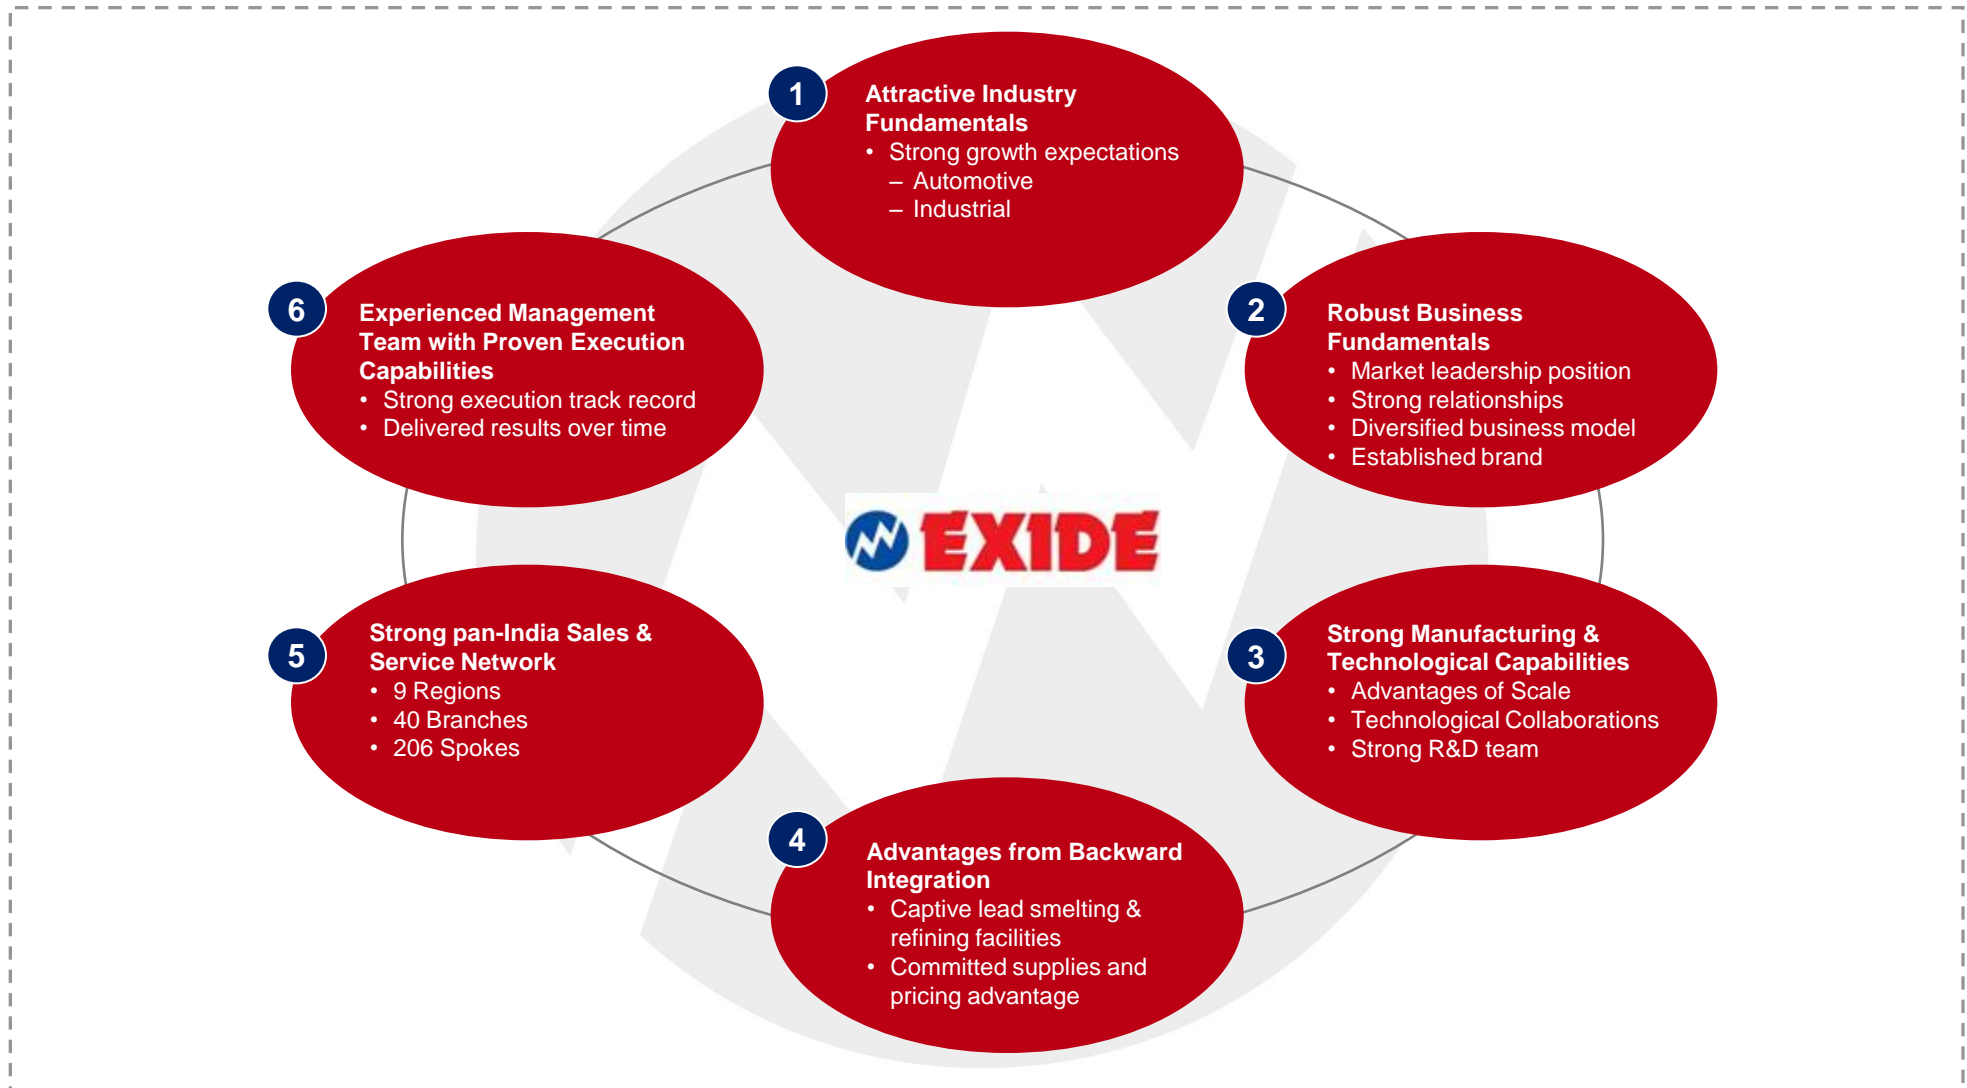 1
Attractive Industry
Fundamentals
• Strong growth expectations
– Automotive
– Industrial
2
Robust Business
Fundamentals
• Market leadership position
• Strong relationships
• Diversified business model
• Established brand
3
Strong Manufacturing &
Technological Capabilities
• Advantages of Scale
• Technological Collaborations
• Strong R&D team
4
Advantages from Backward
Integration
• Captive lead smelting &
refining facilities
• Committed supplies and
pricing advantage
5
Strong pan-India Sales &
Service Network
• 9 Regions
• 40 Branches
• 206 Spokes
6
Experienced Management
Team with Proven Execution
Capabilities
• Strong execution track record
• Delivered results over time
EXIDE